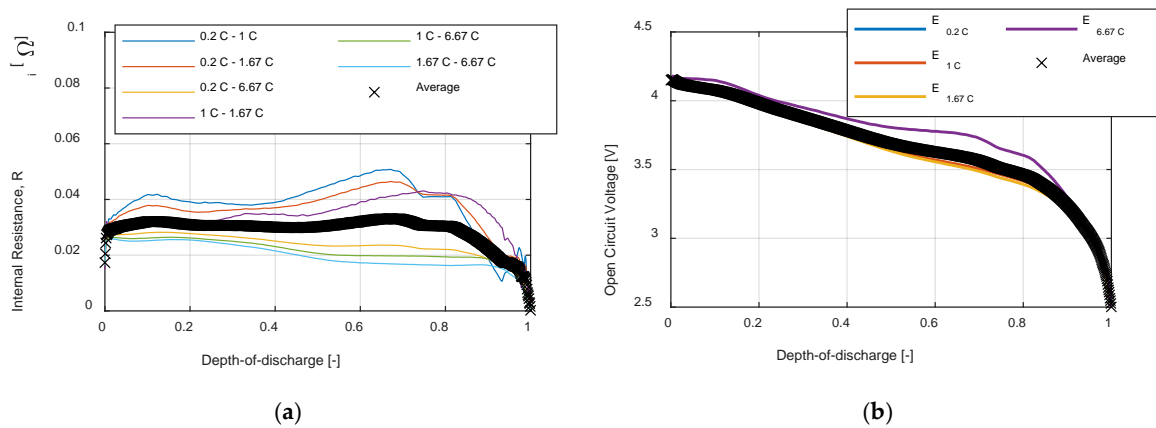 i [ Ω]
0.2 C - 1 C
0.2 C - 1.67 C
0.2 C - 6.67 C
1 C - 1.67 C
1 C - 6.67 C
1.67 C - 6.67 C
Average
0.1
0.08
0.06
0.04
0.02
0
Internal Resistance, R
0 0.2 0.4 0.6 0.8 1
Depth-of-discharge [-]
(a)
E 0.2 C
E 1 C
E 1.67 C
E 6.67 C
Average
4
3.5
3
2.5
Open Circuit Voltage [V]
0 0.2 0.4 0.6 0.8 1
Depth-of-discharge [-]
(b)